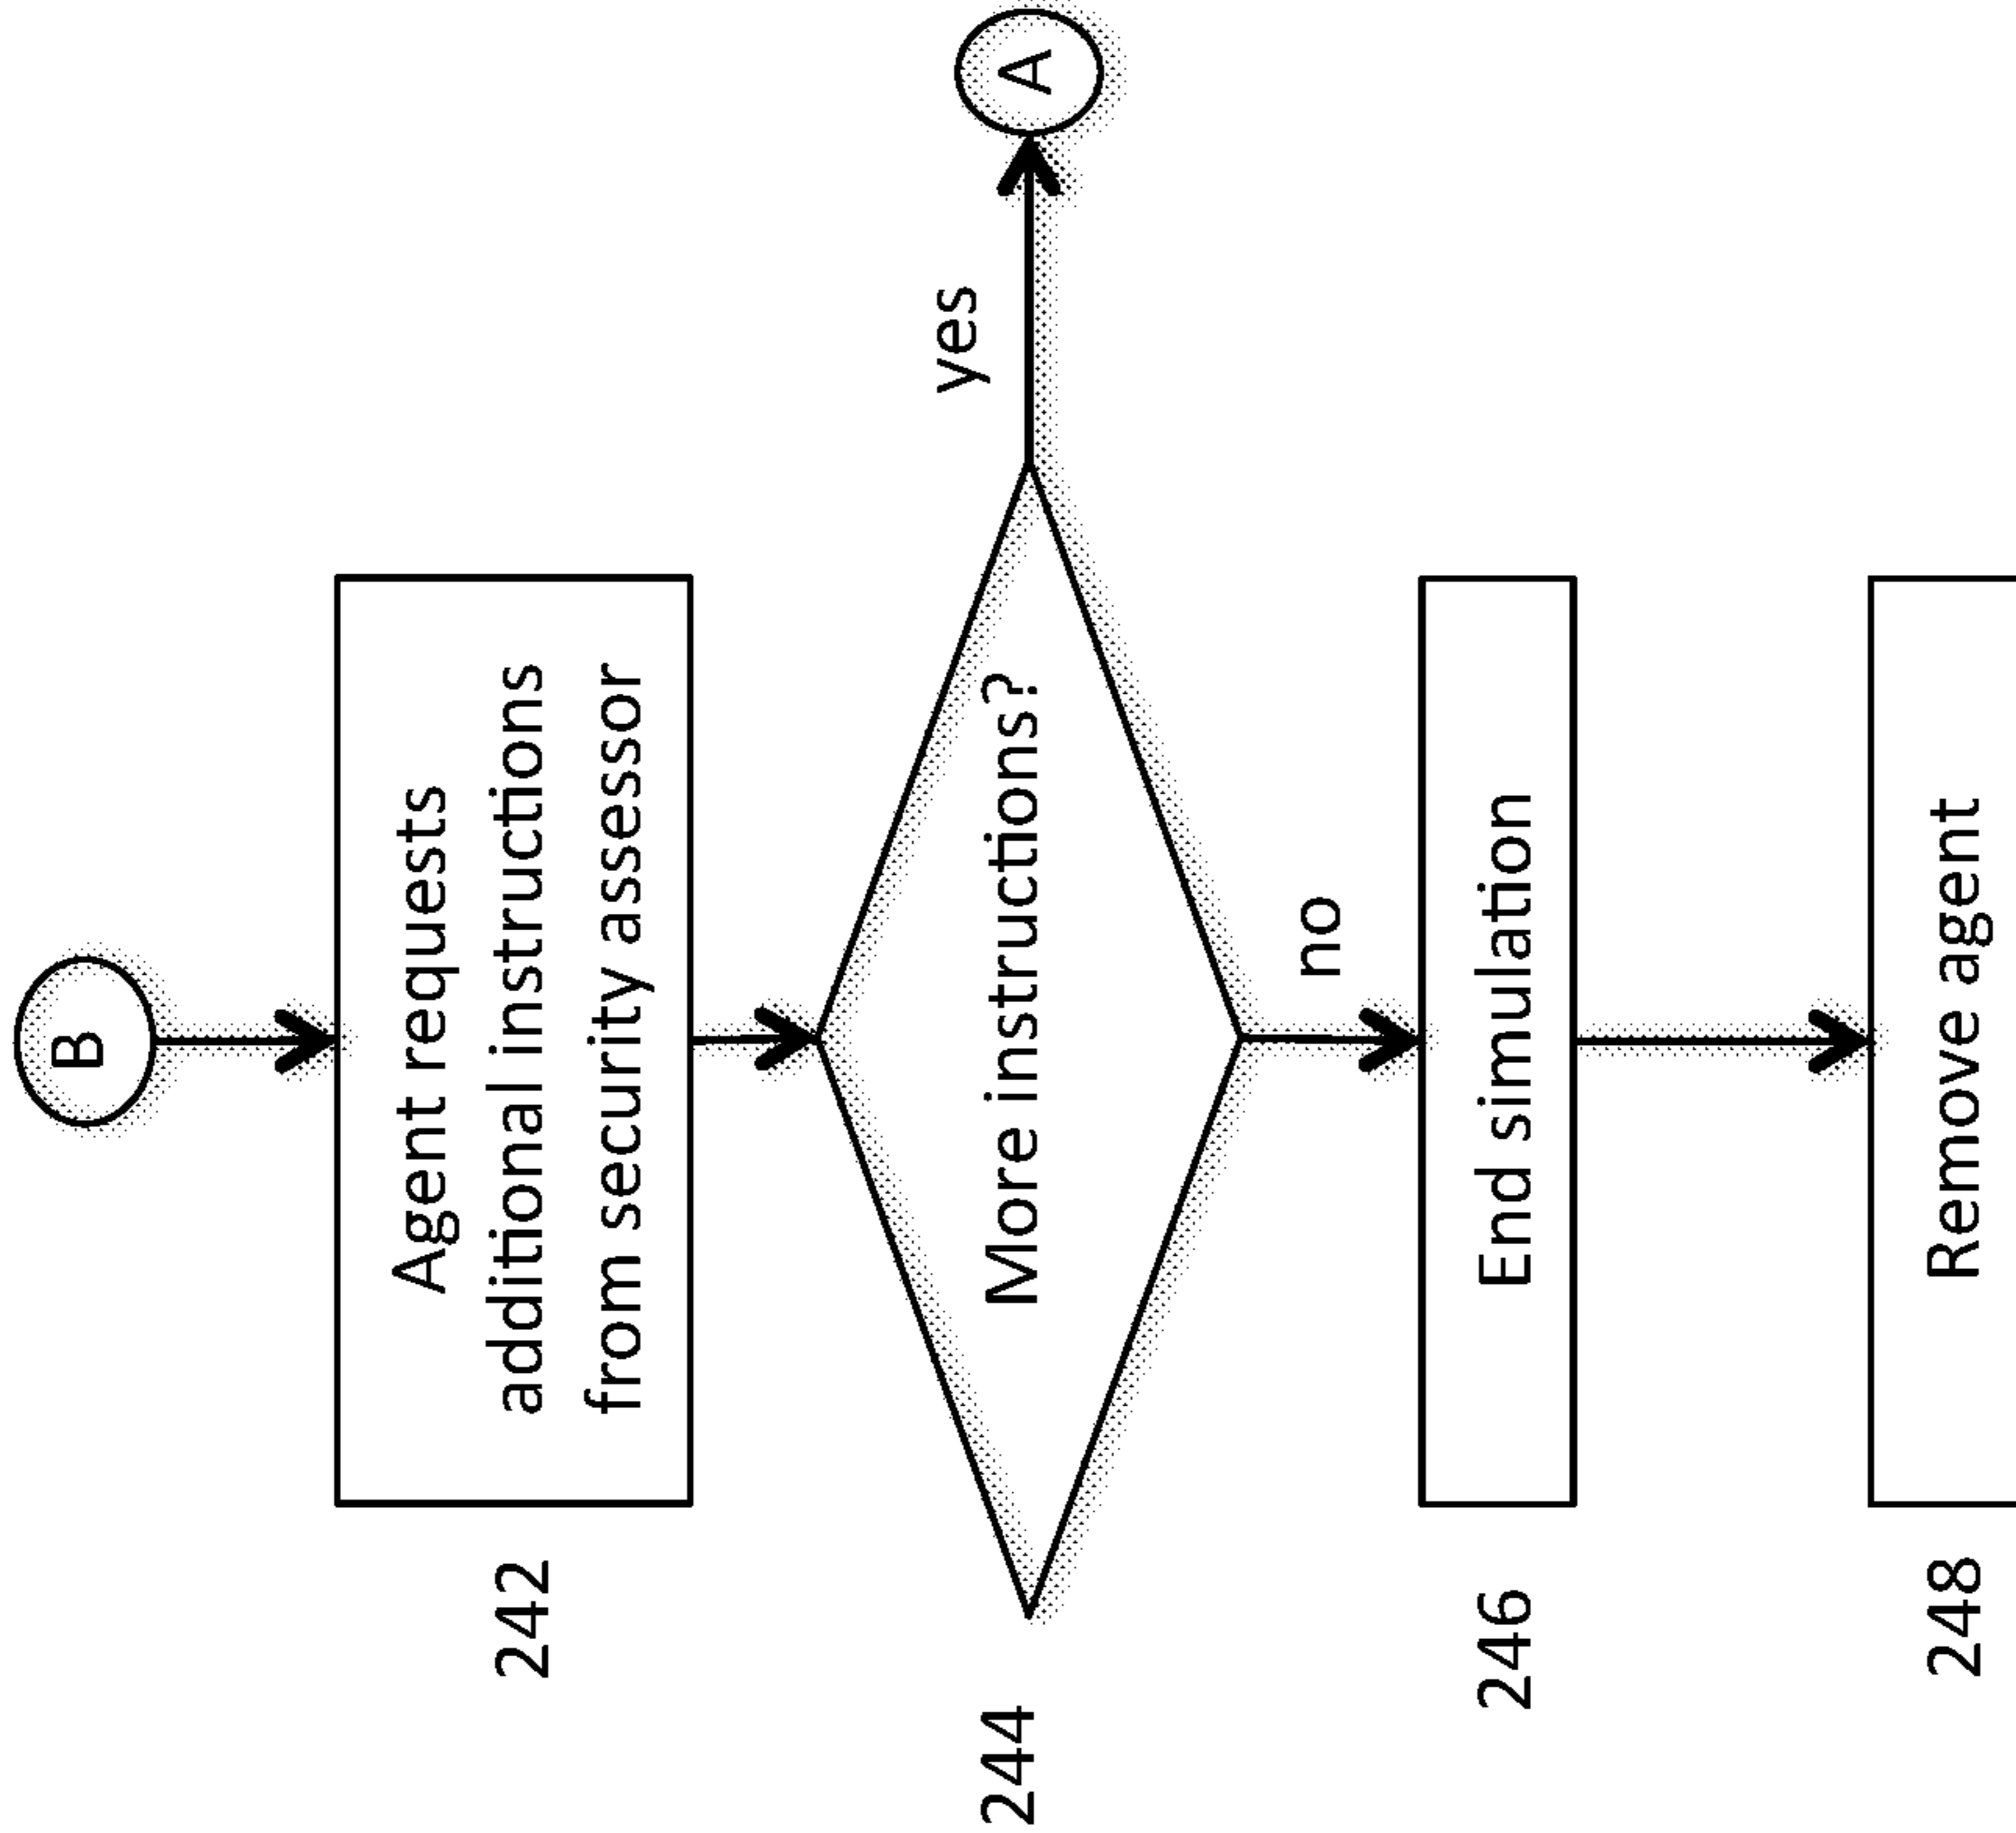 B
242
Agent requests
additional instructions
from security assessor
244
More instructions?
yes
A
no
246
End simulation
248
Remove agent